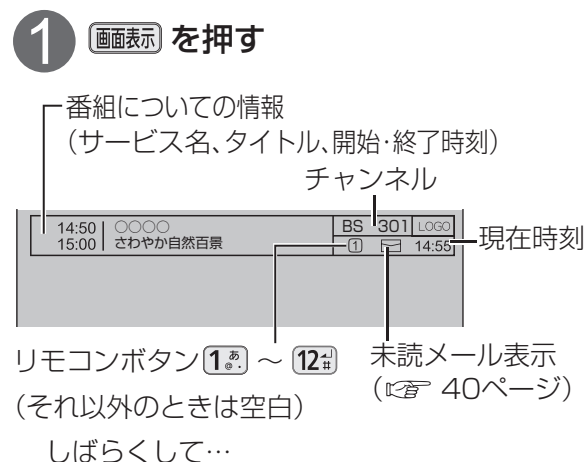 1 画面表示 を押す
番組についての情報
（サービス名、タイトル、開始・終了時刻）
チャンネル
14:50 ○○○○ BS 301 LOGO
15:00 さわやか自然百景 1 14:55 現在時刻
リモコンボタン 1あ@. ～ 12#
未読メール表示
（☞ 40ページ）
（それ以外のときは空白）
しばらくして…